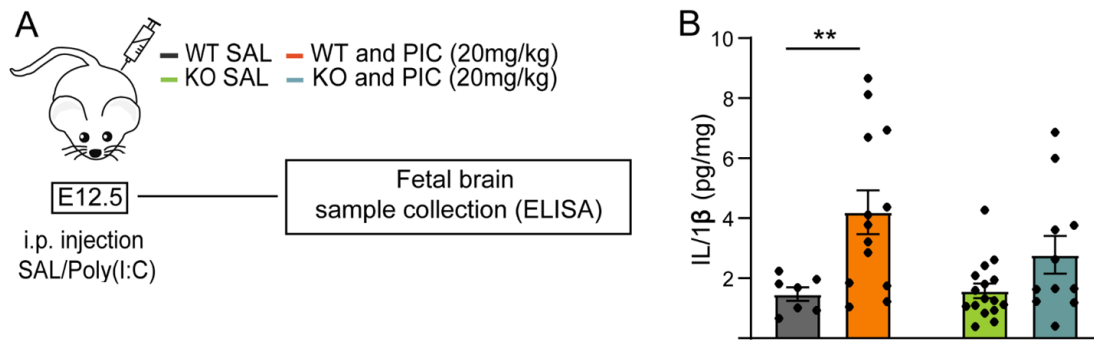 A
WT SAL WT and PIC (20mg/kg)
KO SAL KO and PIC (20mg/kg)
E12.5
Fetal brain
sample collection (ELISA)
i.p. injection
SAL/Poly(I:C)
B
**
IL/1β (pg/mg)
10
8
6
4
2